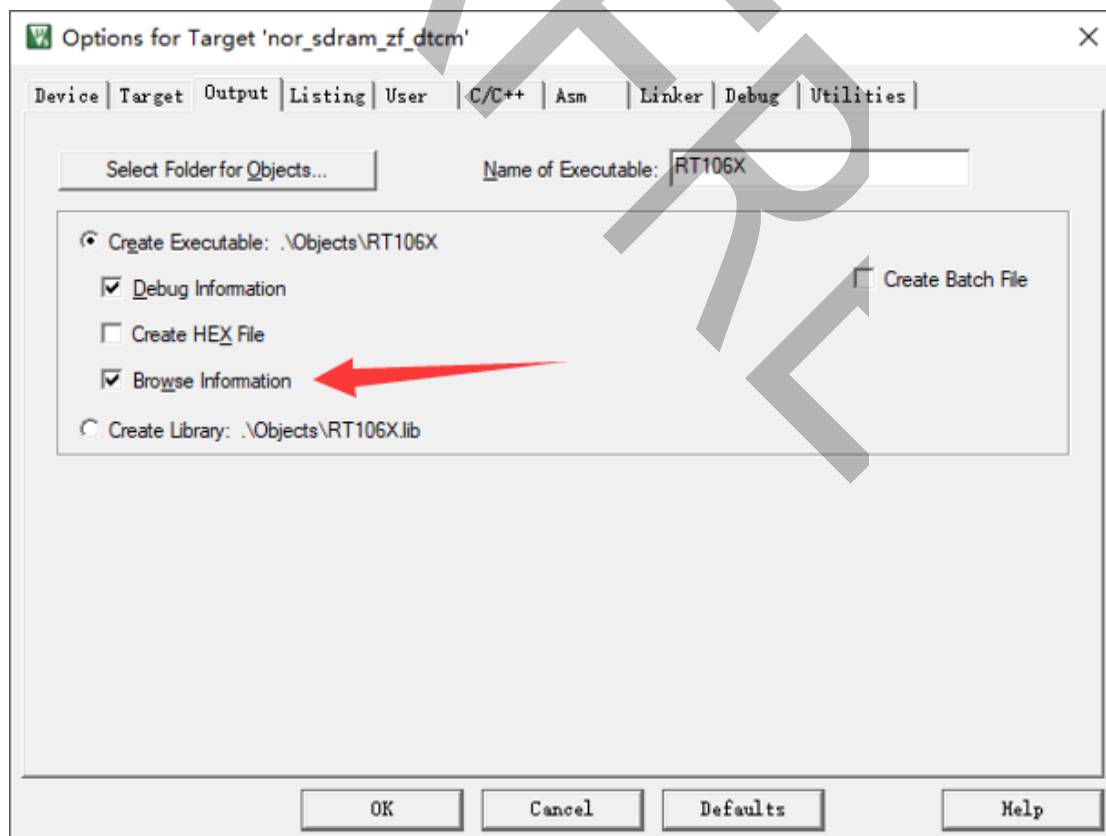 Options for Target 'nor_sdram_zf_dtcm'
Device Target Output Listing User C/C++ Asm Linker Debug Utilities
Select Folder for Objects... Name of Executable: RT106X
Create Executable: .\Objects\RT106X
Debug Information
Create Batch File
Create HEX File
Browse Information
Create Library: .\Objects\RT106X.lib
OK Cancel Defaults Help